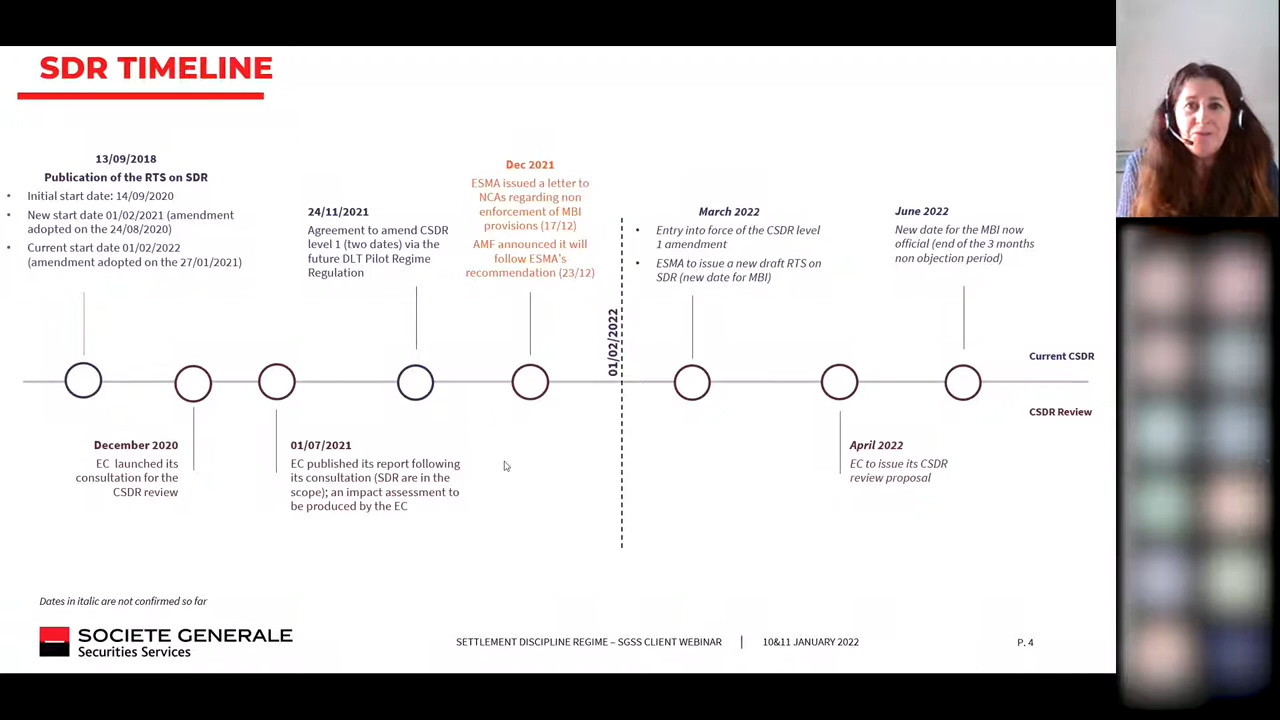 SDR TIMELINE
13/09/2018
Publication of the RTS on SDR
• Initial start date: 14/09/2020
• New start date 01/02/2021 (amendment
adopted on the 24/08/2020)
• Current start date 01/02/2022
(amendment adopted on the 27/01/2021)
24/11/2021
Agreement to amend CSDR
level 1 (two dates) via the
future DLT Pilot Regime
Regulation
Dec 2021
ESMA issued a letter to
NCAs regarding non
enforcement of MBI
provisions (17/12)
AMF announced it will
follow ESMA's
recommendation (23/12)
01/02/2022
March 2022
• Entry into force of the CSDR level
1 amendment
• ESMA to issue a new draft RTS on
SDR (new date for MBI)
June 2022
New date for the MBI now
official (end of the 3 months
non objection period)
Current CSDR
CSDR Review
December 2020
EC launched its
consultation for the
CSDR review
01/07/2021
EC published its report following
its consultation (SDR are in the
scope); an impact assessment to
be produced by the EC
April 2022
EC to issue its CSDR
review proposal
Dates in italic are not confirmed so far
SOCIETE GENERALE
Securities Services
SETTLEMENT DISCIPLINE REGIME – SGSS CLIENT WEBINAR | 10&11 JANUARY 2022
P. 4